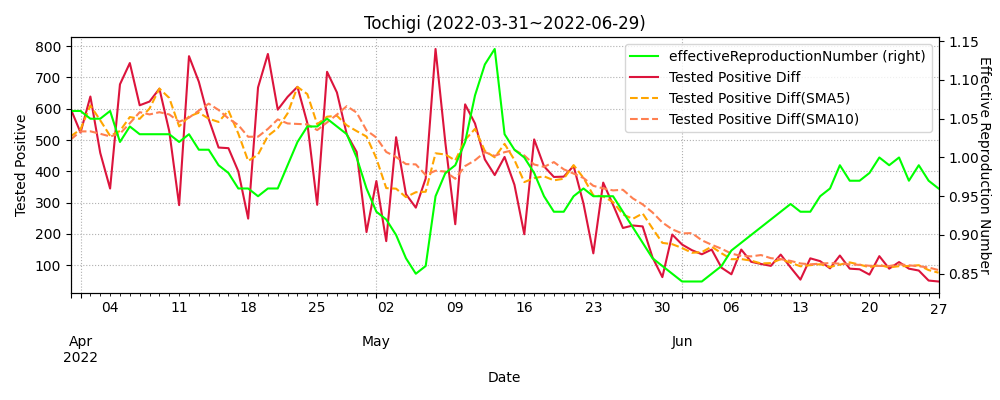 Tochigi (2022-03-31~2022-06-29)
Tested Positive
800
700
600
500
400
300
200
100
effectiveReproductionNumber (right)
Tested Positive Diff
Tested Positive Diff(SMA5)
Tested Positive Diff(SMA10)
1.15
1.10
1.05
1.00
0.95
0.90
0.85
Effective Reproduction Number
04 11 18 25 02 09 16 23 30 06 13 20 27
Apr May Jun
2022
Date